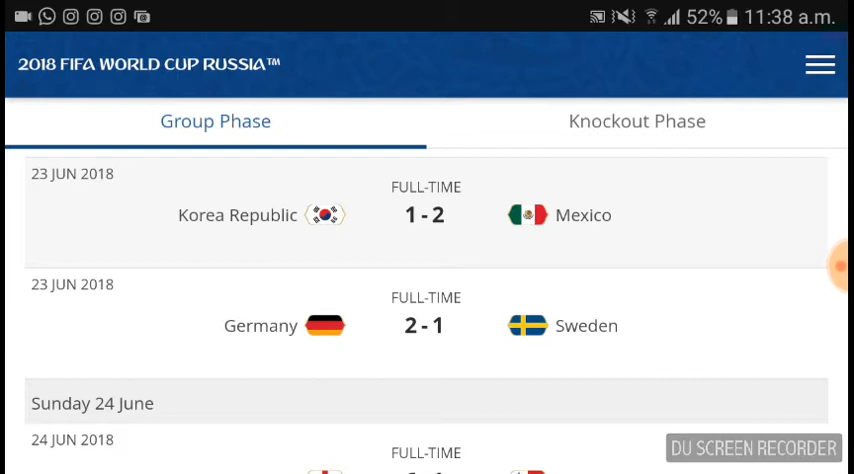 52% 11:38 a.m.
2018 FIFA WORLD CUP RUSSIA™
Group Phase Knockout Phase
23 JUN 2018
FULL-TIME
Korea Republic 1 - 2 Mexico
23 JUN 2018
FULL-TIME
Germany 2 - 1 Sweden
Sunday 24 June
24 JUN 2018
FULL-TIME
DU SCREEN RECORDER